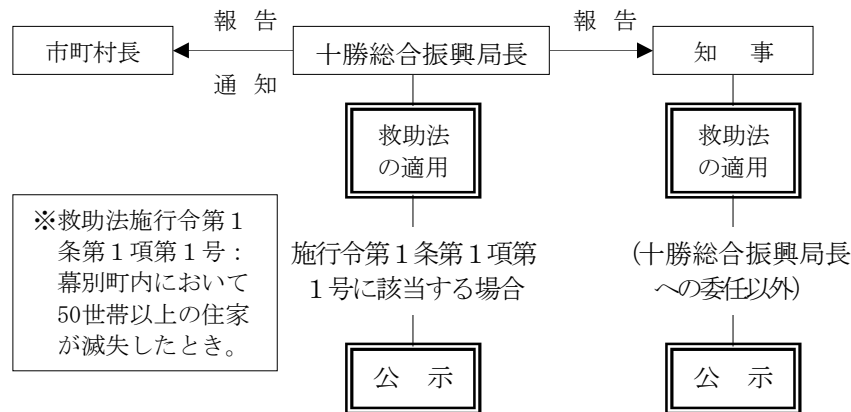 報 告
報 告
市町村長
十勝総合振興局長
知 事
通 知
救助法
の適用
救助法
の適用
※救助法施行令第１
条第１項第１号：
幕別町内において
50世帯以上の住家
が滅失したとき。
施行令第１条第１項第
１号に該当する場合
(十勝総合振興局長
への委任以外)
公 示
公 示